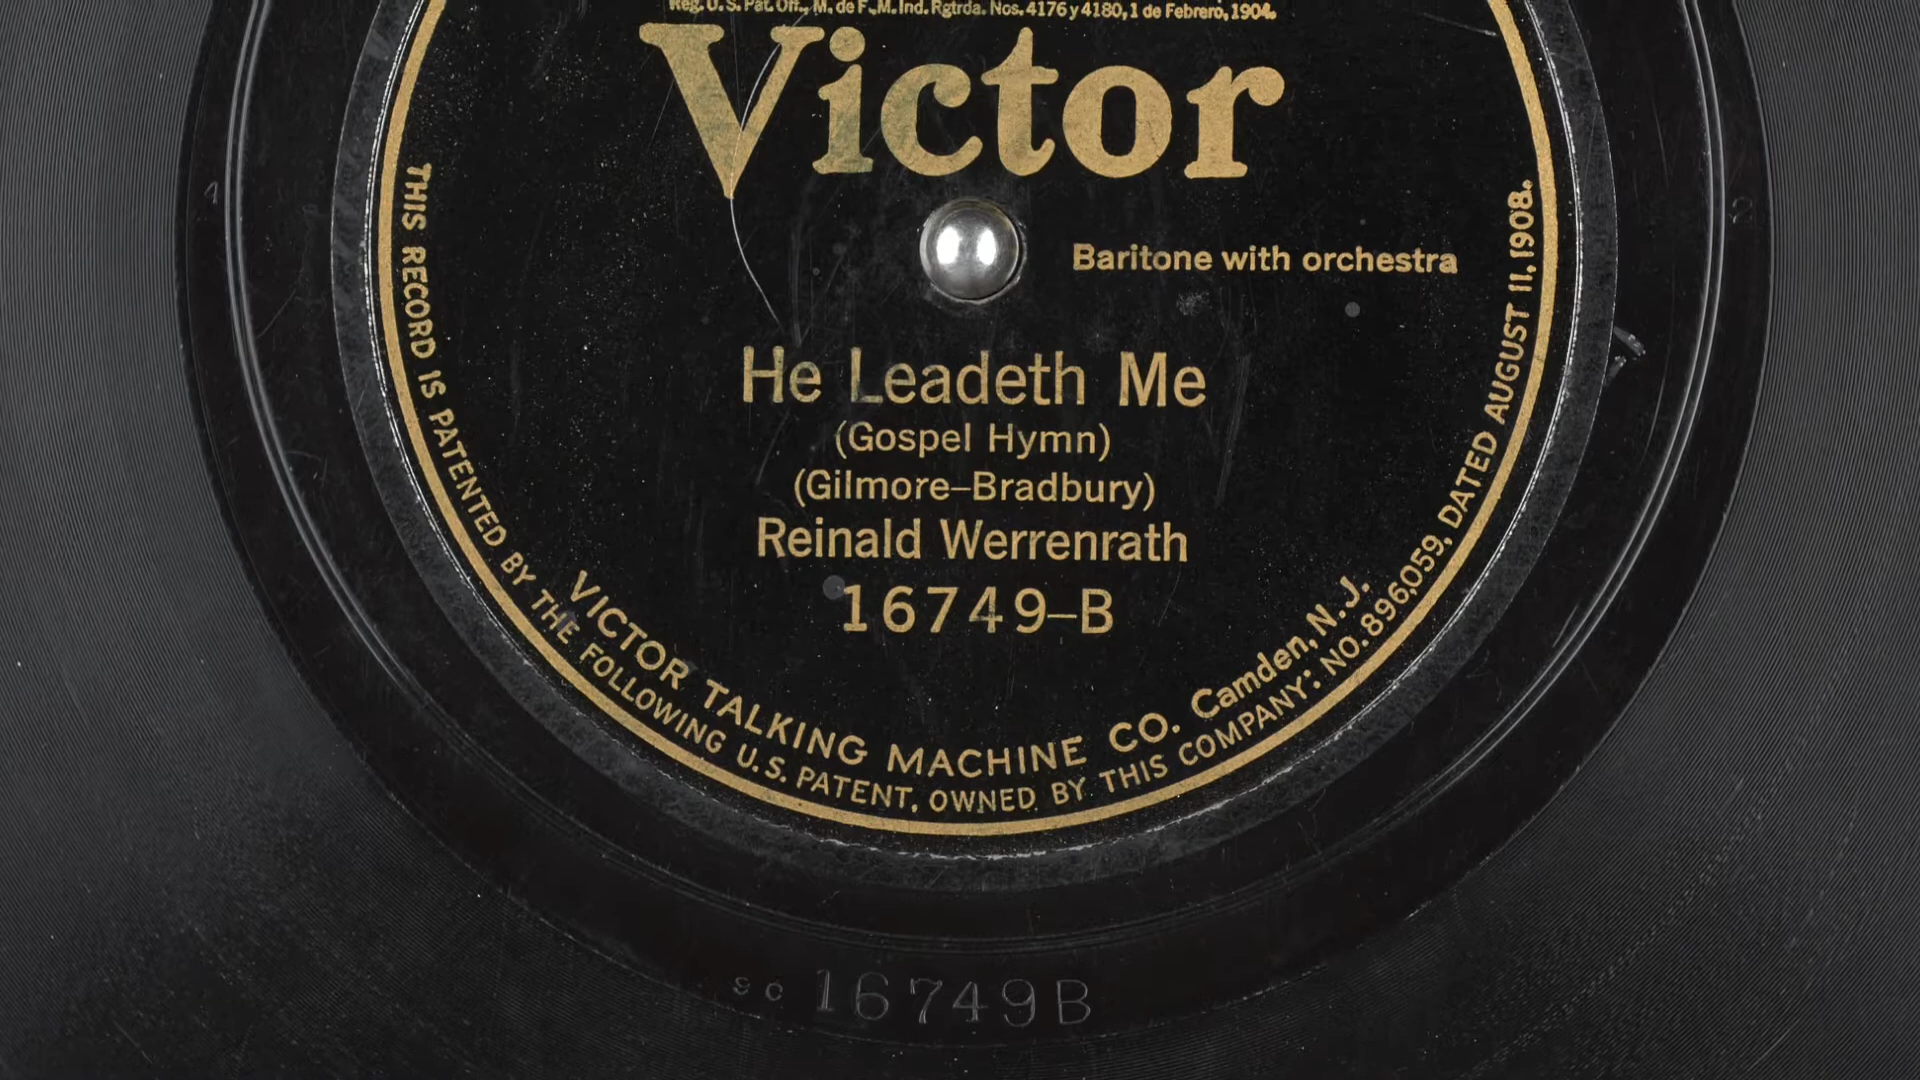 Reg. U. S. Pat. Off., M. de F., M. Ind. Rgtrda. Nos. 4176 y 4180, 1 de Febrero, 1904.
Victor
Baritone with orchestra
He Leadeth Me
(Gospel Hymn)
(Gilmore–Bradbury)
Reinald Werrenrath
16749–B
VICTOR TALKING MACHINE CO. Camden, N. J.
THIS RECORD IS PATENTED BY THE FOLLOWING U. S. PATENT, OWNED BY THIS COMPANY: NO. 896,059, DATED AUGUST 11, 1908.
16749B